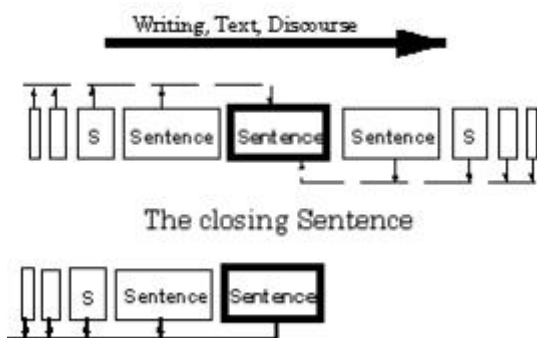 Writing, Text, Discourse
S Sentence Sentence Sentence S
The closing Sentence
S Sentence Sentence